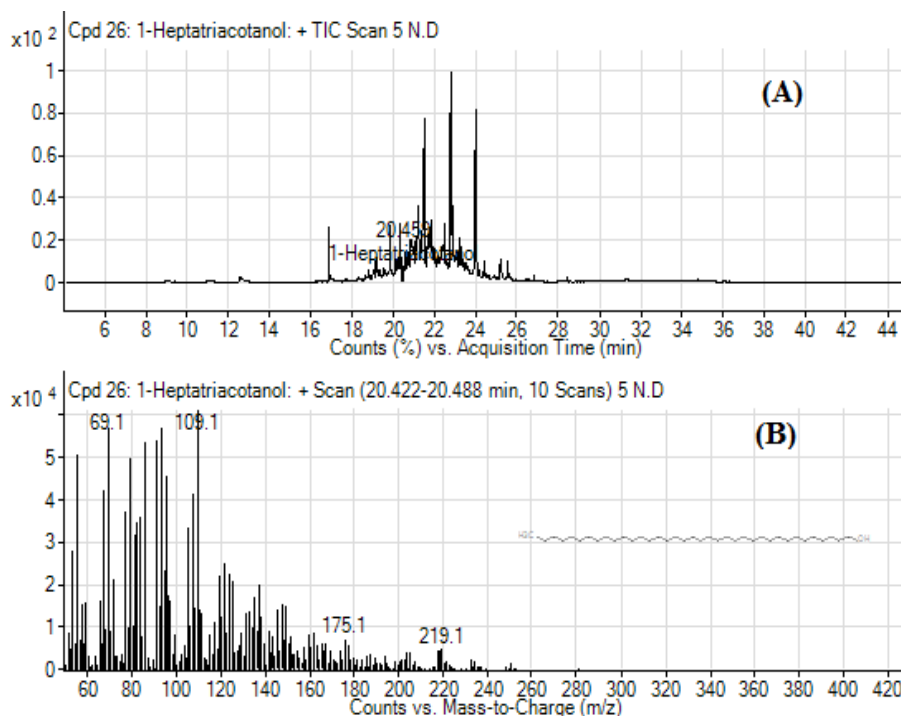 Cpd 26: 1-Heptatriacotanol: + TIC Scan 5 N.D
x10 2
1
0.8
0.6
0.4
0.2
0
(A)
20.459
1-Heptatriacotanol
6 8 10 12 14 16 18 20 22 24 26 28 30 32 34 36 38 40 42 44
Counts (%) vs. Acquisition Time (min)
Cpd 26: 1-Heptatriacotanol: + Scan (20.422-20.488 min, 10 Scans) 5 N.D
x10 4
5
4
3
2
1
0
69.1 109.1
(B)
175.1 219.1
60 80 100 120 140 160 180 200 220 240 260 280 300 320 340 360 380 400 420
Counts vs. Mass-to-Charge (m/z)